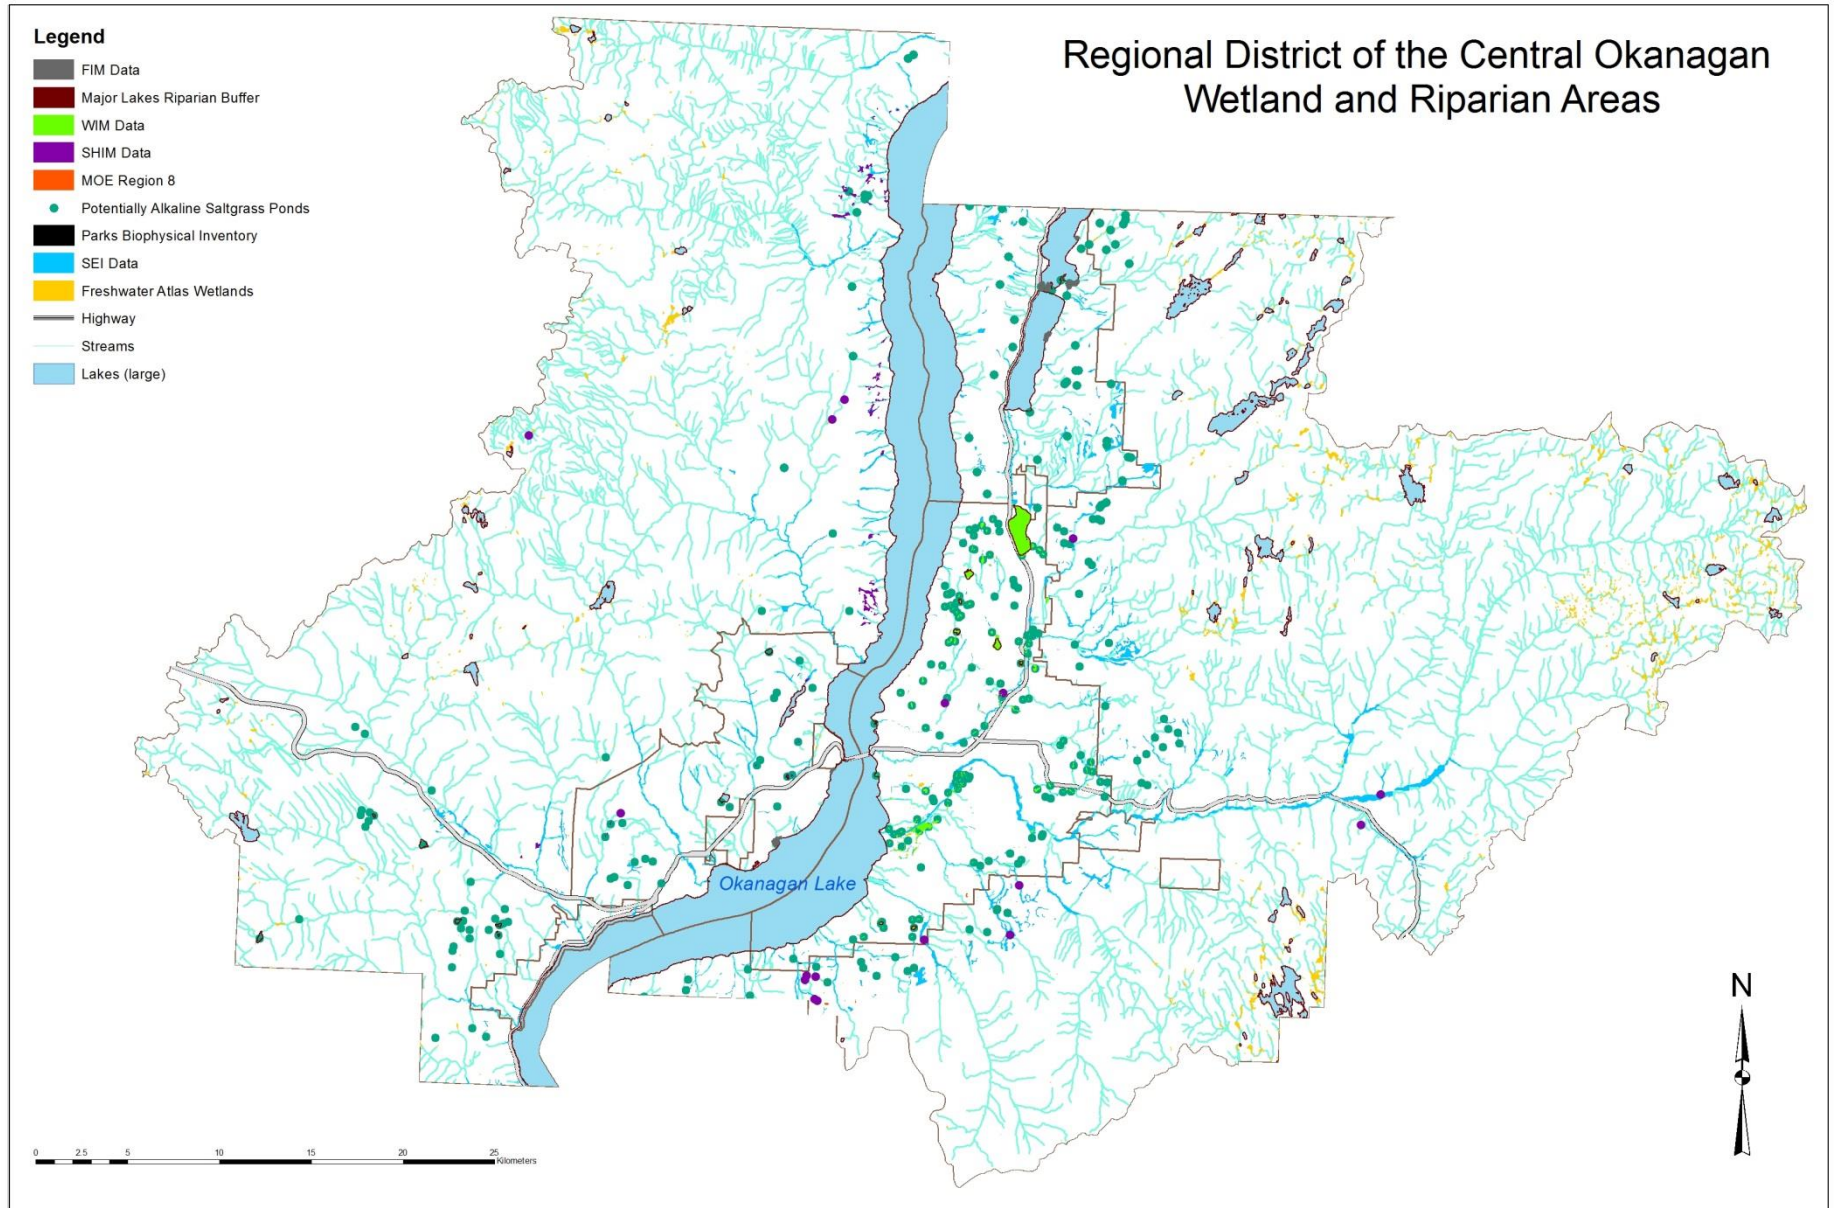 Regional District of the Central Okanagan
Wetland and Riparian Areas
Legend
FIM Data
Major Lakes Riparian Buffer
WIM Data
SHIM Data
MOE Region 8
Potentially Alkaline Saltgrass Ponds
Parks Biophysical Inventory
SEI Data
Freshwater Atlas Wetlands
Highway
Streams
Lakes (large)
Okanagan Lake
N
0 2.5 5 10 15 20 25
Kilometers